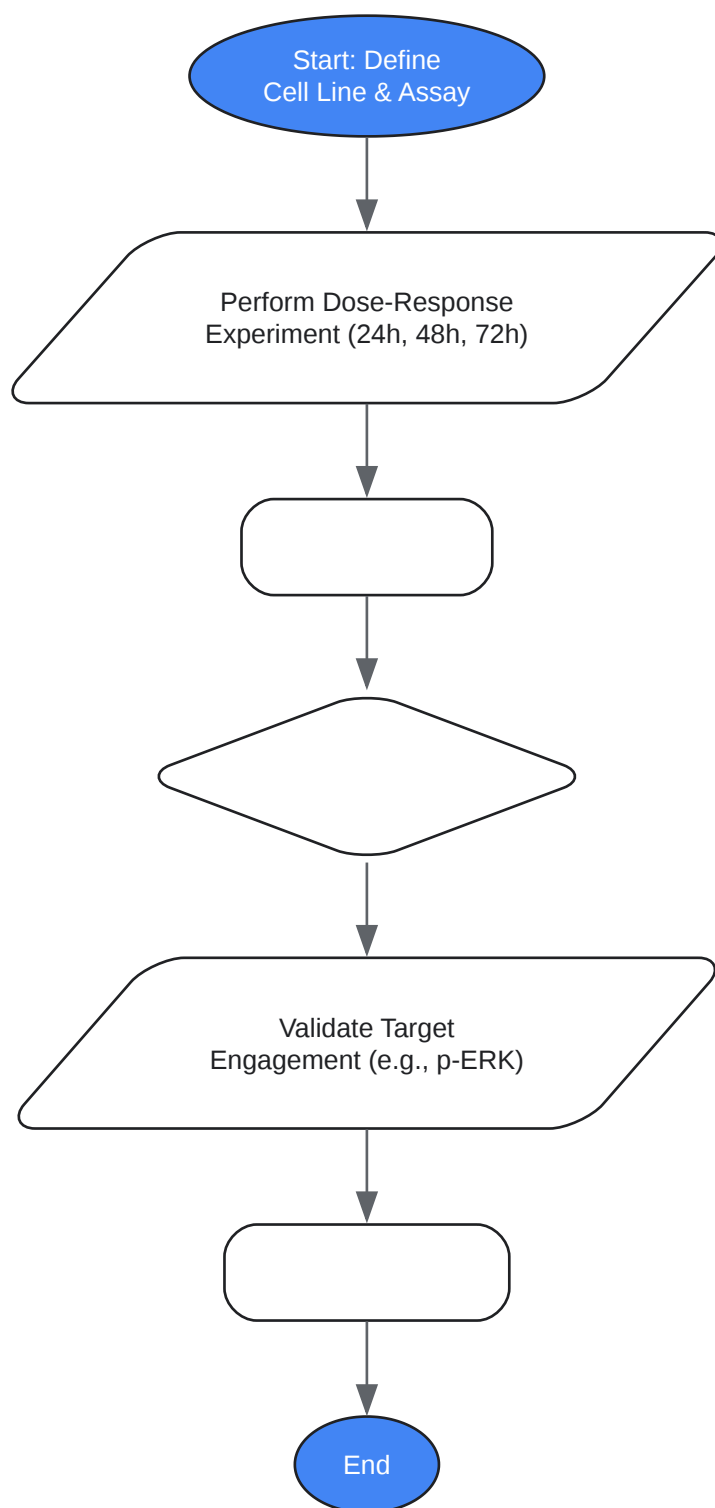 Start: Define
Cell Line & Assay
Perform Dose-Response
Experiment (24h, 48h, 72h)
Validate Target
Engagement (e.g., p-ERK)
End